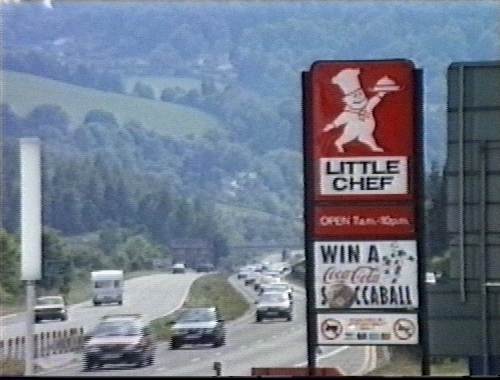 LITTLE
CHEF
OPEN 7am-10pm
WIN A
Coca-Cola
SOCCABALL